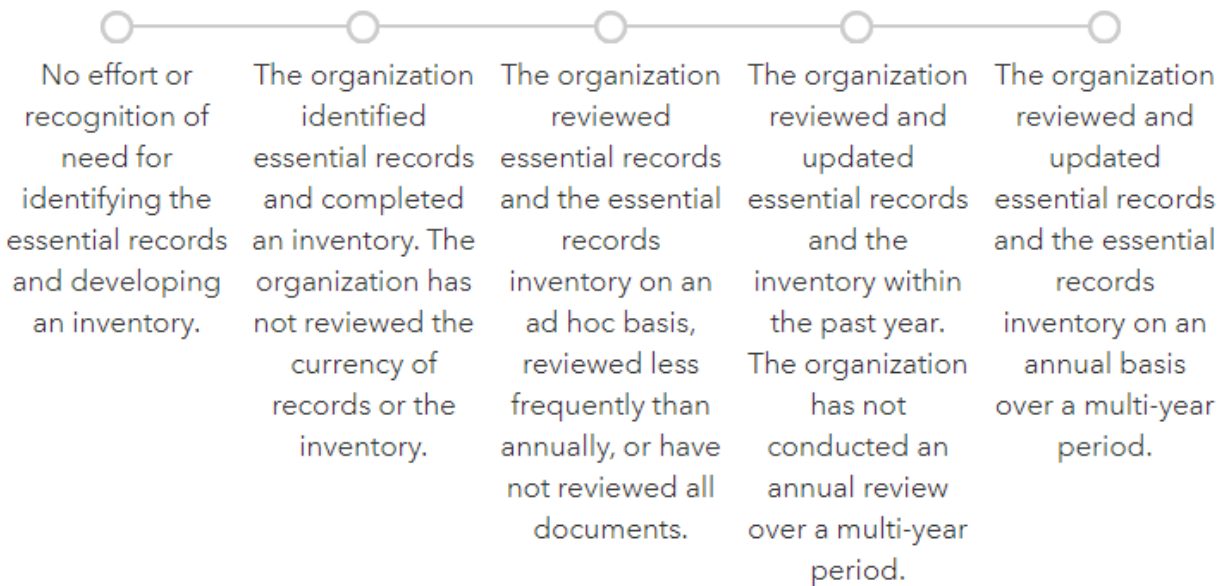 No effort or
recognition of
need for
identifying the
essential records
and developing
an inventory.
The organization
identified
essential records
and completed
an inventory. The
organization has
not reviewed the
currency of
records or the
inventory.
The organization
reviewed
essential records
and the essential
records
inventory on an
ad hoc basis,
reviewed less
frequently than
annually, or have
not reviewed all
documents.
The organization
reviewed and
updated
essential records
and the
inventory within
the past year.
The organization
has not
conducted an
annual review
over a multi-year
period.
The organization
reviewed and
updated
essential records
and the essential
records
inventory on an
annual basis
over a multi-year
period.